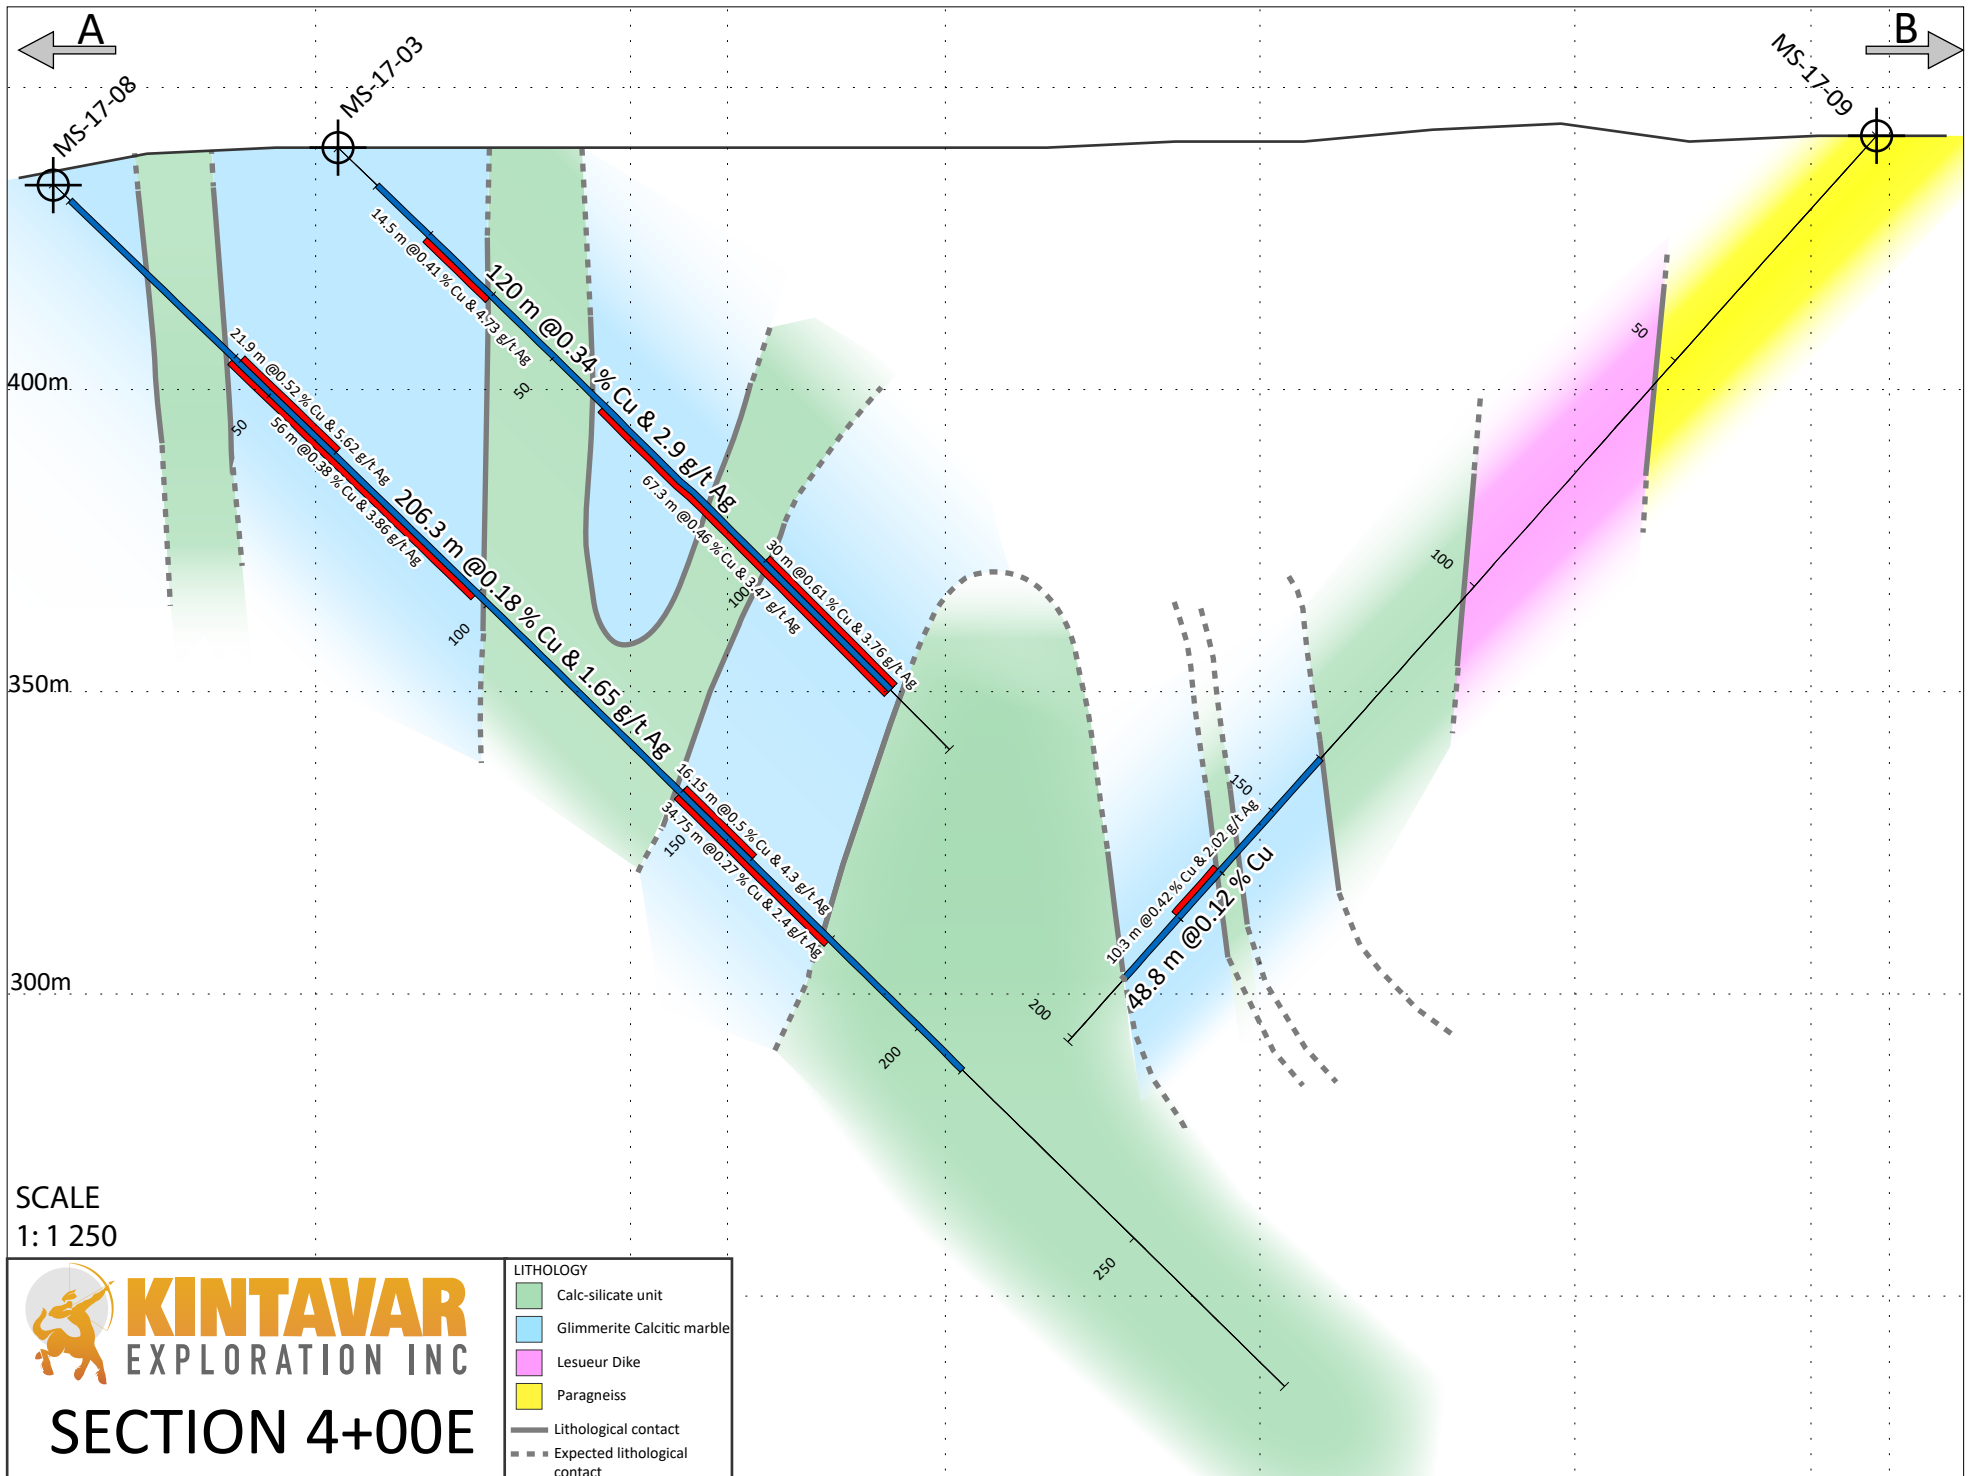 A
B
MS-17-08
MS-17-03
MS-17-09
14.5 m @0.41 % Cu & 4.73 g/t Ag
120 m @0.34 % Cu & 2.9 g/t Ag
50
67.3 m @0.46 % Cu & 3.47 g/t Ag
30 m @0.61 % Cu & 3.76 g/t Ag
100
21.9 m @0.52 % Cu & 5.62 g/t Ag
56 m @0.38 % Cu & 3.86 g/t Ag
50
206.3 m @0.18 % Cu & 1.65 g/t Ag
100
16.15 m @0.5 % Cu & 4.3 g/t Ag
34.75 m @0.27 % Cu & 2.4 g/t Ag
150
200
250
50
100
150
10.3 m @0.42 % Cu & 2.02 g/t Ag
48.8 m @0.12 % Cu
200
400m
350m
300m
SCALE
1: 1 250
KINTAVAR
EXPLORATION INC
SECTION 4+00E
LITHOLOGY
Calc-silicate unit
Glimmerite Calcitic marble
Lesueur Dike
Paragneiss
Lithological contact
Expected lithological
contact